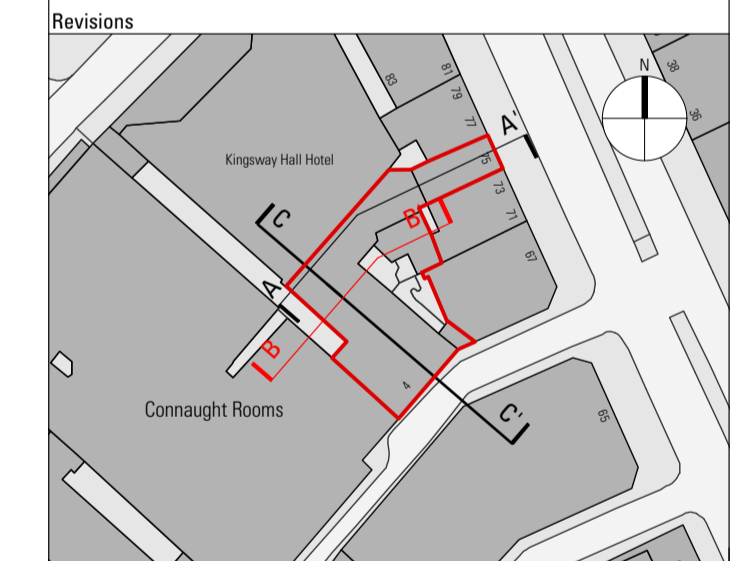 Revisions
N
83
81
79
77
75
73
71
67
38
36
A'
Kingsway Hall Hotel
C
B'
A
B
4
C'
Connaught Rooms
65